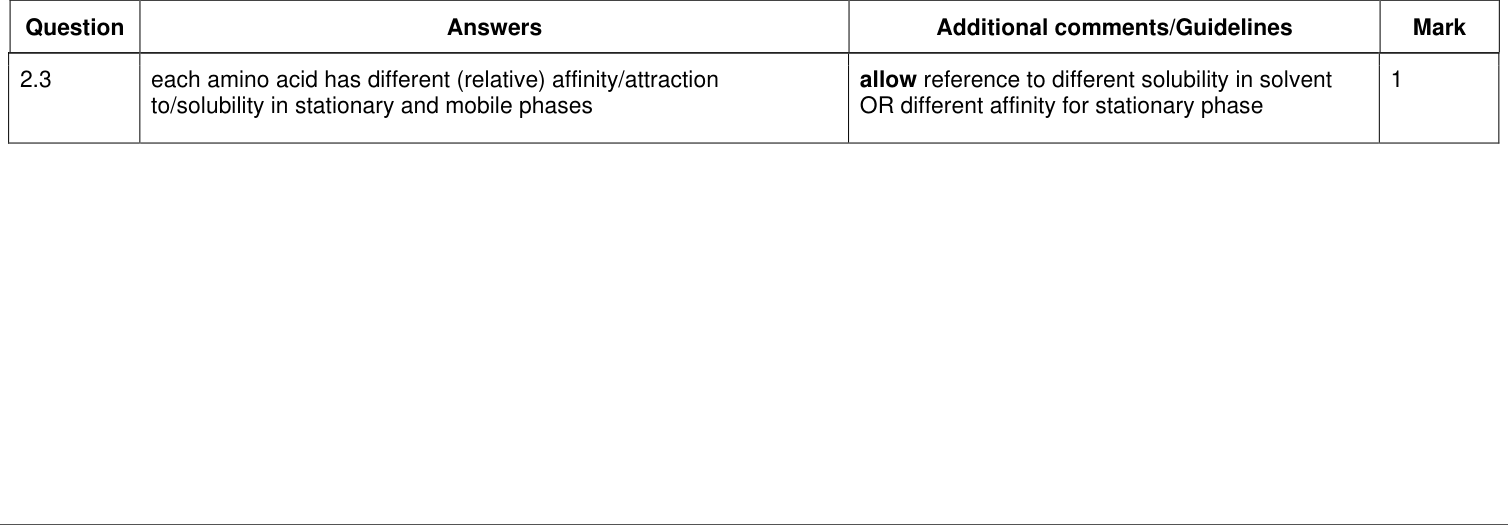 Question Answers Additional comments/Guidelines Mark
2.3 each amino acid has different (relative) affinity/attraction allow reference to different solubility in solvent 1
to/solubility in stationary and mobile phases OR different affinity for stationary phase